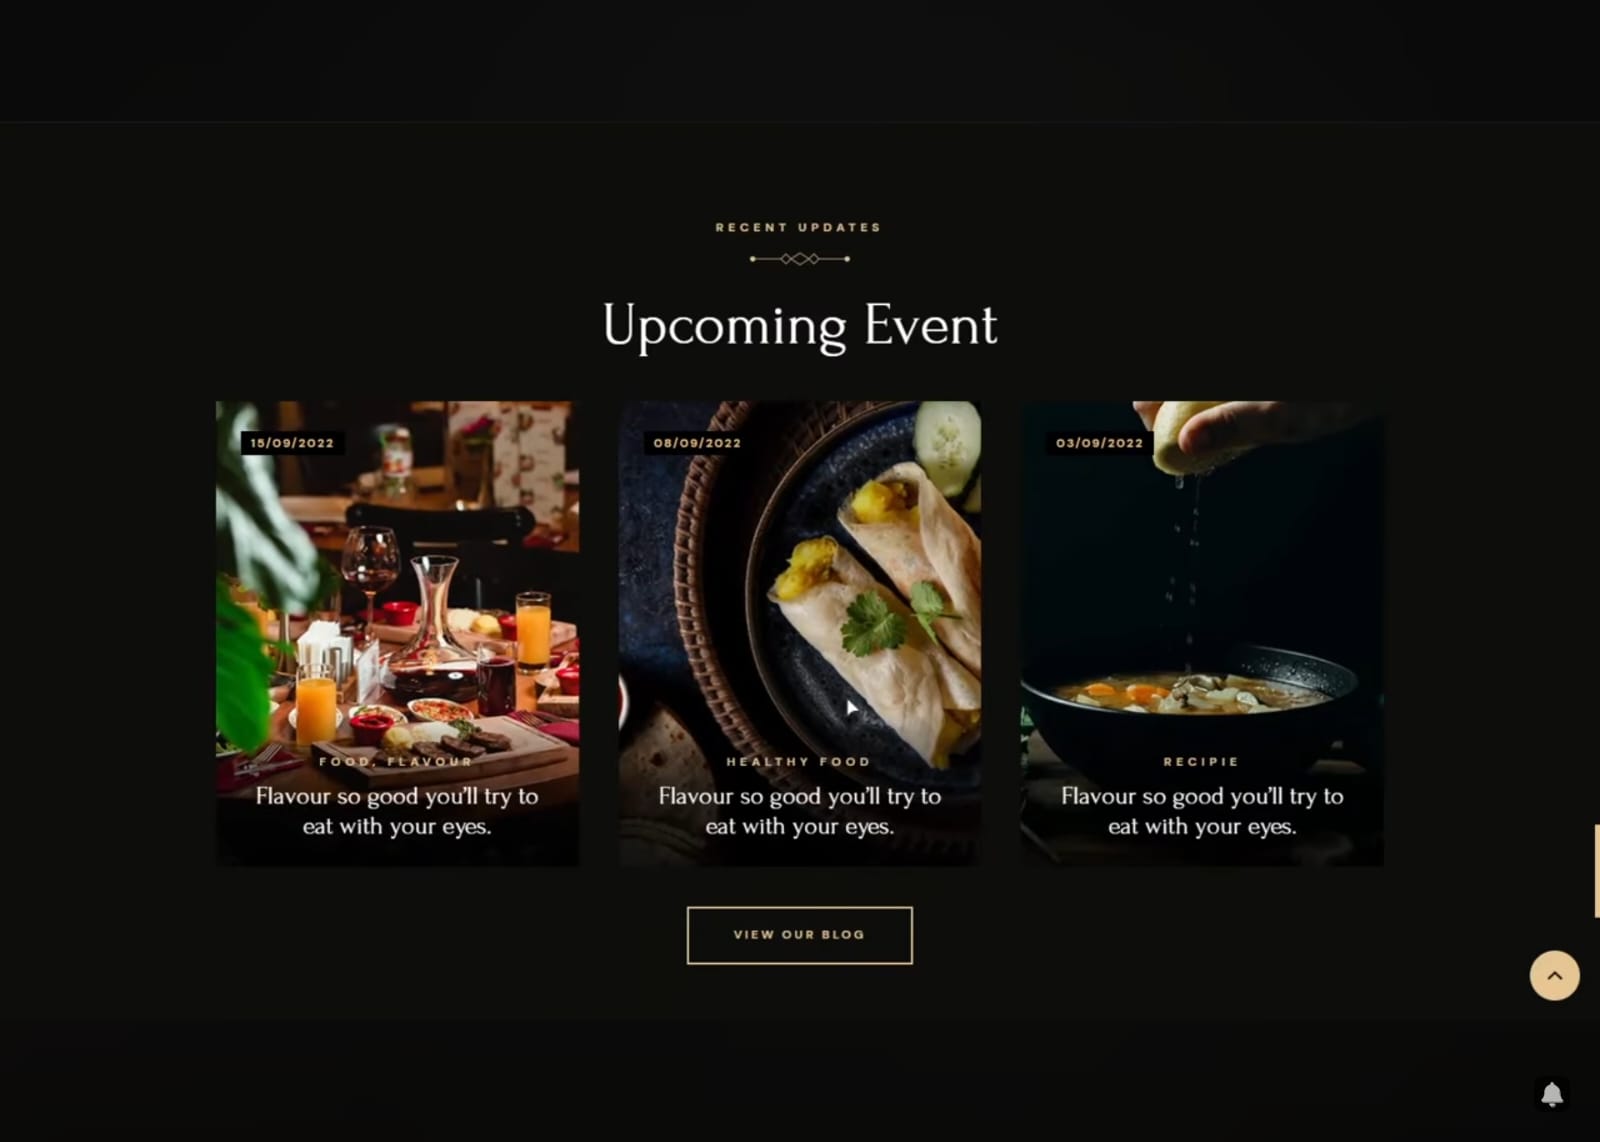 RECENT UPDATES
Upcoming Event
15/09/2022
FOOD, FLAVOUR
Flavour so good you’ll try to
eat with your eyes.
08/09/2022
HEALTHY FOOD
Flavour so good you’ll try to
eat with your eyes.
03/09/2022
RECIPIE
Flavour so good you’ll try to
eat with your eyes.
VIEW OUR BLOG